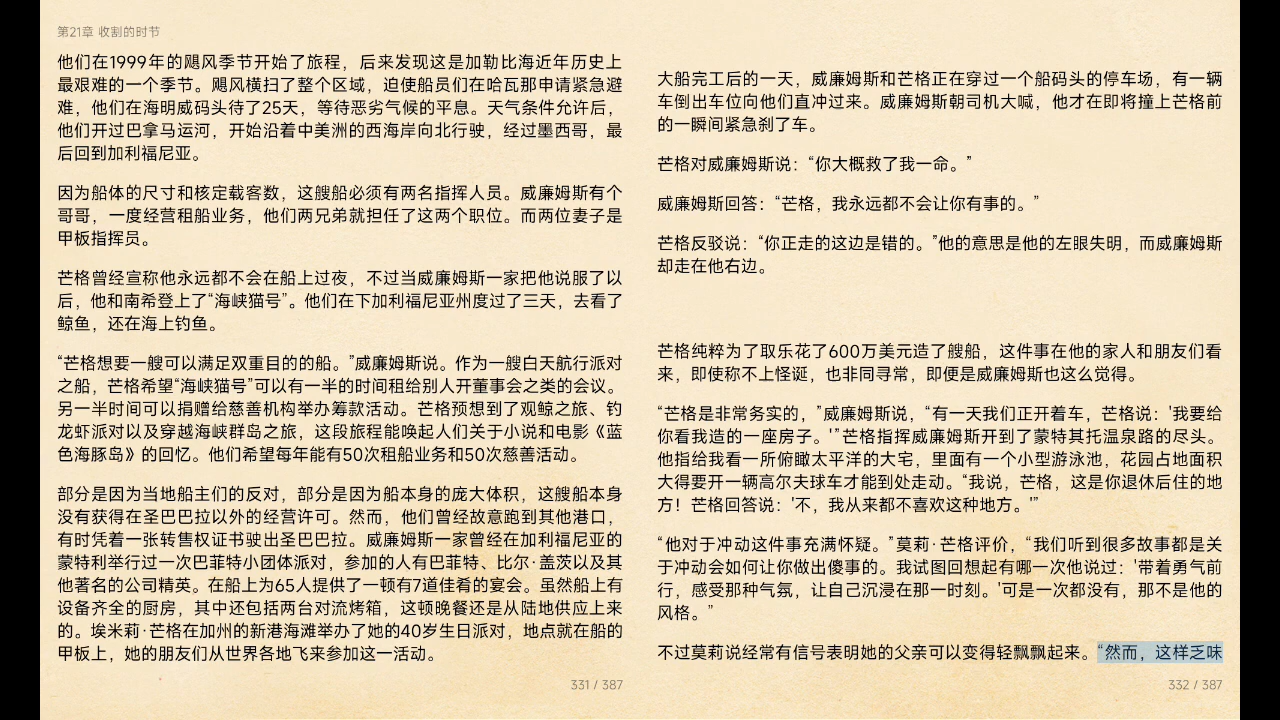 第21章 收割的时节
他们在1999年的飓风季节开始了旅程，后来发现这是加勒比海近年历史上
最艰难的一个季节。飓风横扫了整个区域，迫使船员们在哈瓦那申请紧急避
难，他们在海明威码头待了25天，等待恶劣气候的平息。天气条件允许后，
他们开过巴拿马运河，开始沿着中美洲的西海岸向北行驶，经过墨西哥，最
后回到加利福尼亚。
因为船体的尺寸和核定载客数，这艘船必须有两名指挥人员。威廉姆斯有个
哥哥，一度经营租船业务，他们两兄弟就担任了这两个职位。而两位妻子是
甲板指挥员。
芒格曾经宣称他永远都不会在船上过夜，不过当威廉姆斯一家把他说服了以
后，他和南希登上了“海峡猫号”。他们在下加利福尼亚州度过了三天，去看了
鲸鱼，还在海上钓鱼。
“芒格想要一艘可以满足双重目的的船。”威廉姆斯说。作为一艘白天航行派对
之船，芒格希望“海峡猫号”可以有一半的时间租给别人开董事会之类的会议。
另一半时间可以捐赠给慈善机构举办筹款活动。芒格预想到了观鲸之旅、钓
龙虾派对以及穿越海峡群岛之旅，这段旅程能唤起人们关于小说和电影《蓝
色海豚岛》的回忆。他们希望每年能有50次租船业务和50次慈善活动。
部分是因为当地船主们的反对，部分是因为船本身的庞大体积，这艘船本身
没有获得在圣巴巴拉以外的经营许可。然而，他们曾经故意跑到其他港口，
有时凭着一张转售权证书驶出圣巴巴拉。威廉姆斯一家曾经在加利福尼亚的
蒙特利举行过一次巴菲特小团体派对，参加的人有巴菲特、比尔·盖茨以及其
他著名的公司精英。在船上为65人提供了一顿有7道佳肴的宴会。虽然船上有
设备齐全的厨房，其中还包括两台对流烤箱，这顿晚餐还是从陆地供应上来
的。埃米莉·芒格在加州的新港海滩举办了她的40岁生日派对，地点就在船的
甲板上，她的朋友们从世界各地飞来参加这一活动。
331 / 387
大船完工后的一天，威廉姆斯和芒格正在穿过一个船码头的停车场，有一辆
车倒出车位向他们直冲过来。威廉姆斯朝司机大喊，他才在即将撞上芒格前
的一瞬间紧急刹了车。
芒格对威廉姆斯说：“你大概救了我一命。”
威廉姆斯回答：“芒格，我永远都不会让你有事的。”
芒格反驳说：“你正走的这边是错的。”他的意思是他的左眼失明，而威廉姆斯
却走在他右边。
芒格纯粹为了取乐花了600万美元造了艘船，这件事在他的家人和朋友们看
来，即使称不上怪诞，也非同寻常，即便是威廉姆斯也这么觉得。
“芒格是非常务实的，”威廉姆斯说，“有一天我们正开着车，芒格说：'我要给
你看我造的一座房子。'”芒格指挥威廉姆斯开到了蒙特其托温泉路的尽头。
他指给我看一所俯瞰太平洋的大宅，里面有一个小型游泳池，花园占地面积
大得要开一辆高尔夫球车才能到处走动。“我说，芒格，这是你退休后住的地
方！芒格回答说：'不，我从来都不喜欢这种地方。'”
“他对于冲动这件事充满怀疑。”莫莉·芒格评价，“我们听到很多故事都是关
于冲动会如何让你做出傻事的。我试图回想起有哪一次他说过：'带着勇气前
行，感受那种气氛，让自己沉浸在那一时刻。'可是一次都没有，那不是他的
风格。”
不过莫莉说经常有信号表明她的父亲可以变得轻飘飘起来。“然而，这样乏味
332 / 387